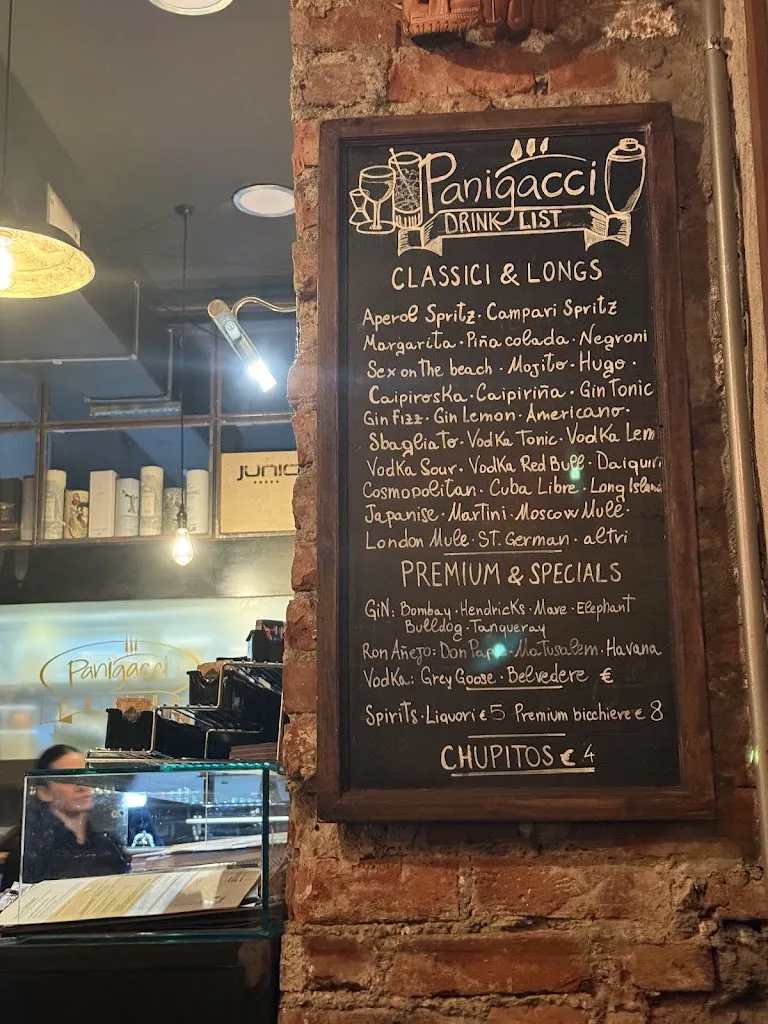 Panigacci
DRINK LIST
CLASSICI & LONGS
Aperol Spritz · Campari Spritz
Margarita · Piña colada · Negroni
Sex on the beach · Mojito · Hugo ·
Caipiroska · Caipiriña · Gin Tonic
Gin Fizz · Gin Lemon · Americano ·
Sbagliato · Vodka Tonic · Vodka Lem
Vodka Sour · Vodka Red Bull · Daiquiri
Cosmopolitan · Cuba Libre · Long Island
Japanise · Martini · Moscow Mule ·
London Mule · ST. German · altri
PREMIUM & SPECIALS
GiN: Bombay · Hendricks · Mare · Elephant
Bulldog · Tanqueray
Ron Añejo: Don Papa · Matusalem · Havana
Vodka: Grey Goose · Belvedere €
Spirits · Liquori € 5 Premium bicchiere € 8
CHUPITOS € 4
JUNIO
Panigacci